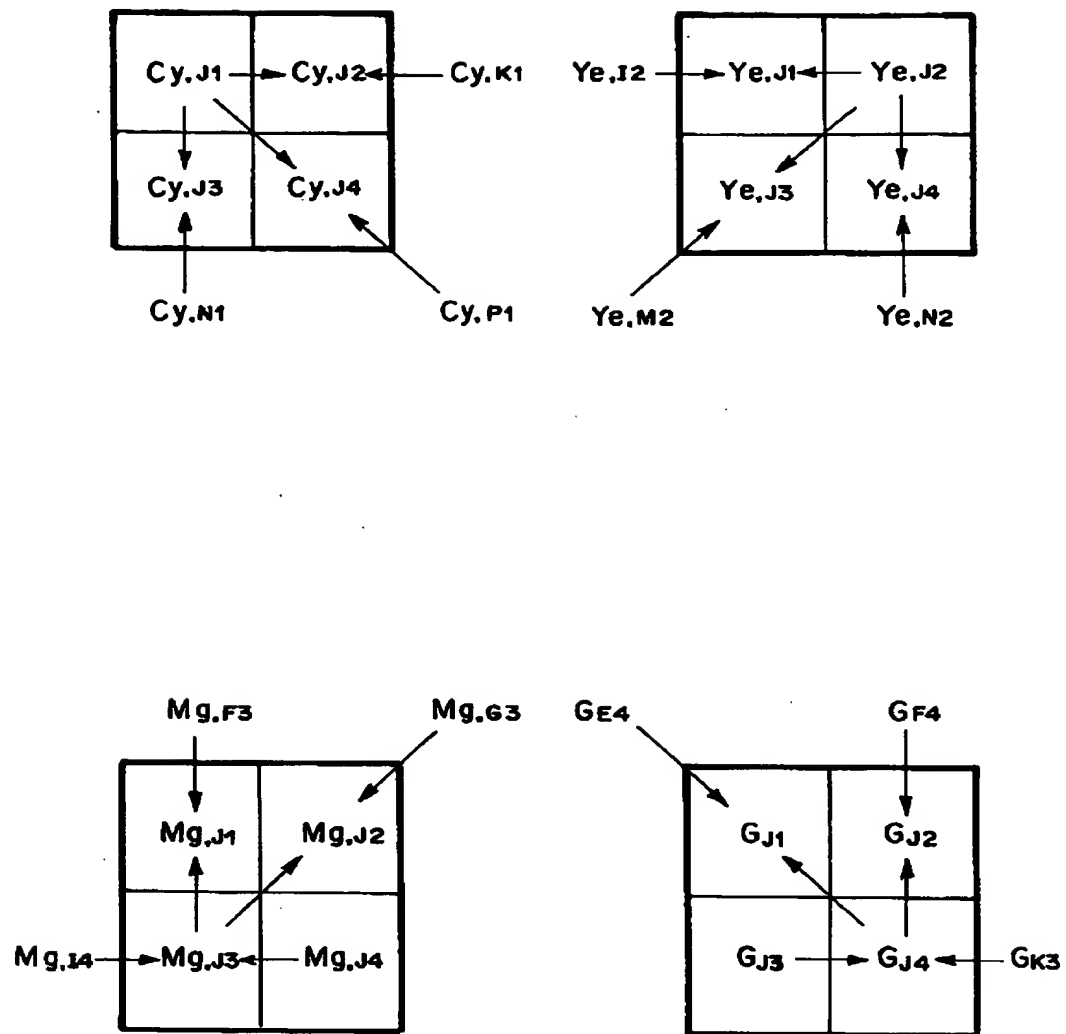 Cy,J1 Cy,J2 Cy,K1
Cy,J3 Cy,J4
Cy,N1 Cy,P1
Ye,I2 Ye,J1 Ye,J2
Ye,J3 Ye,J4
Ye,M2 Ye,N2
Mg,F3 Mg,G3
Mg,J1 Mg,J2
Mg,I4 Mg,J3 Mg,J4
GE4 GF4
GJ1 GJ2
GJ3 GJ4 GK3